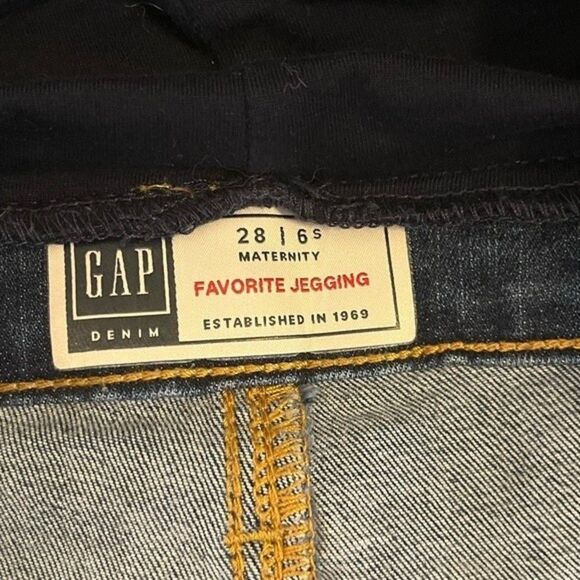 GAP
DENIM
28 | 6S
MATERNITY
FAVORITE JEGGING
ESTABLISHED IN 1969